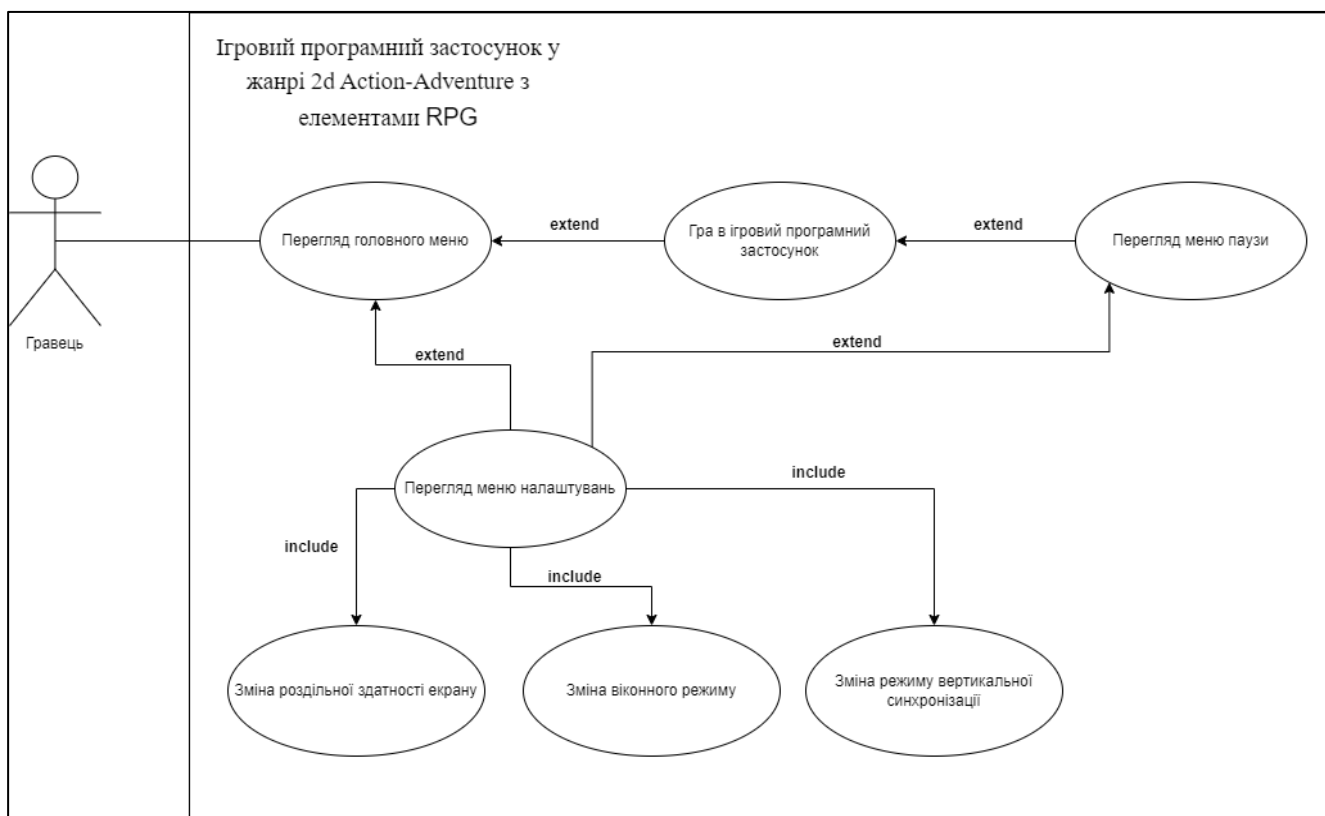 Ігровий програмний застосунок у
жанрі 2d Action-Adventure з
елементами RPG
Гравець
Перегляд головного меню
extend
Гра в ігровий програмний
застосунок
extend
Перегляд меню паузи
extend
extend
Перегляд меню налаштувань
include
include
include
Зміна роздільної здатності екрану
Зміна віконного режиму
Зміна режиму вертикальної
синхронізації